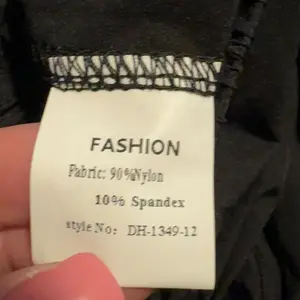 FASHION
Fabric: 90%Nylon
10% Spandex
style No: DH-1349-12